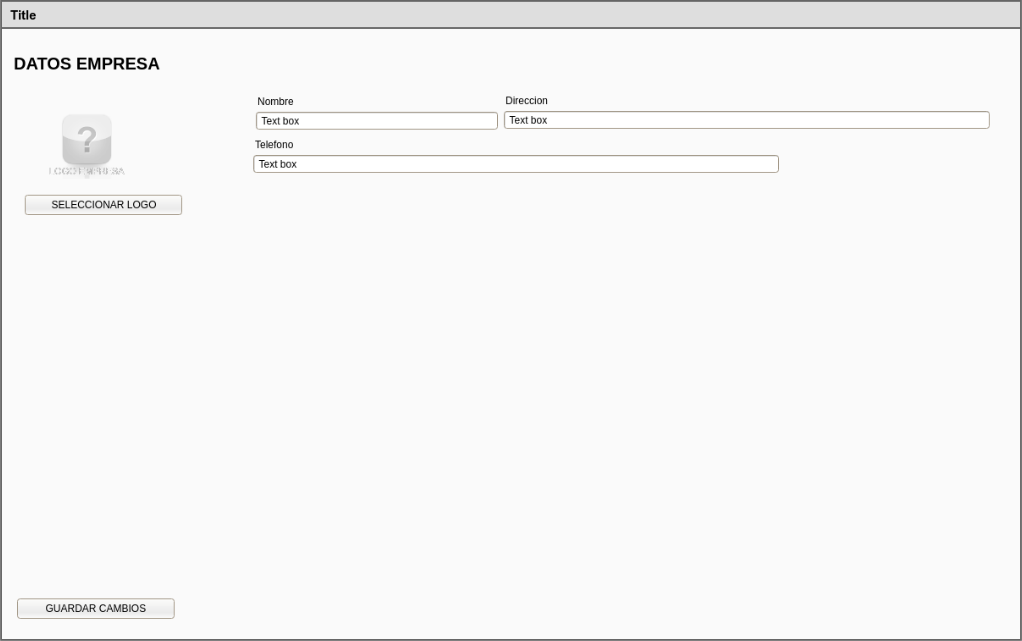 Title
DATOS EMPRESA
Nombre
Direccion
Text box
Text box
Telefono
Text box
LOGO EMPRESA
SELECCIONAR LOGO
GUARDAR CAMBIOS